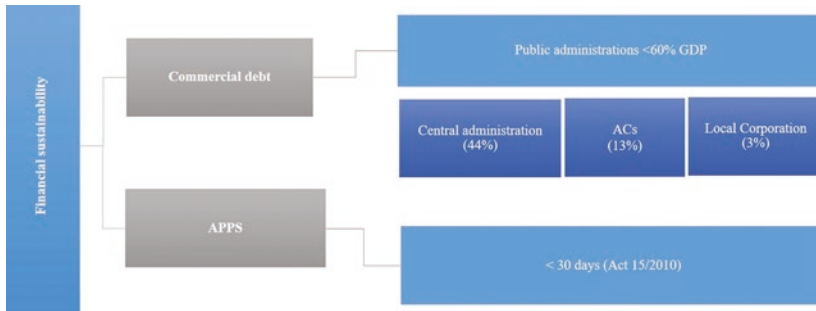 Financial sustainability
Commercial debt
Public administrations <60% GDP
Central administration
(44%)
ACs
(13%)
Local Corporation
(3%)
APPS
< 30 days (Act 15/2010)